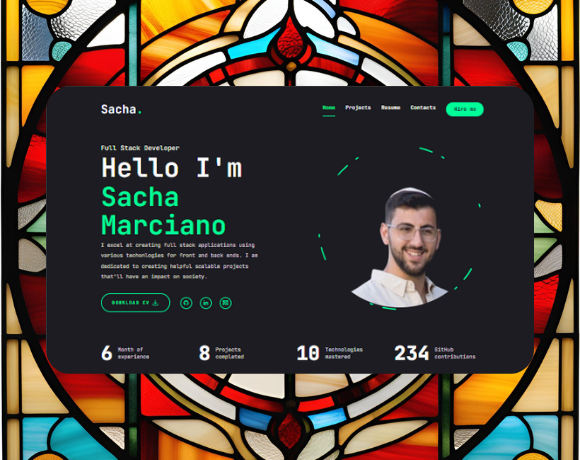 Sacha.
Home Projects Resume Contacts Hire me
Full Stack Developer
Hello I'm
Sacha
Marciano
I excel at creating full stack applications using
various techonlogies for front and back ends. I am
dedicated to creating helpful scalable projects
that'll have an impact on society.
DOWNLOAD CV
6 Month of
experience
8 Projects
completed
10 Technologies
mastered
234 GitHub
contributions